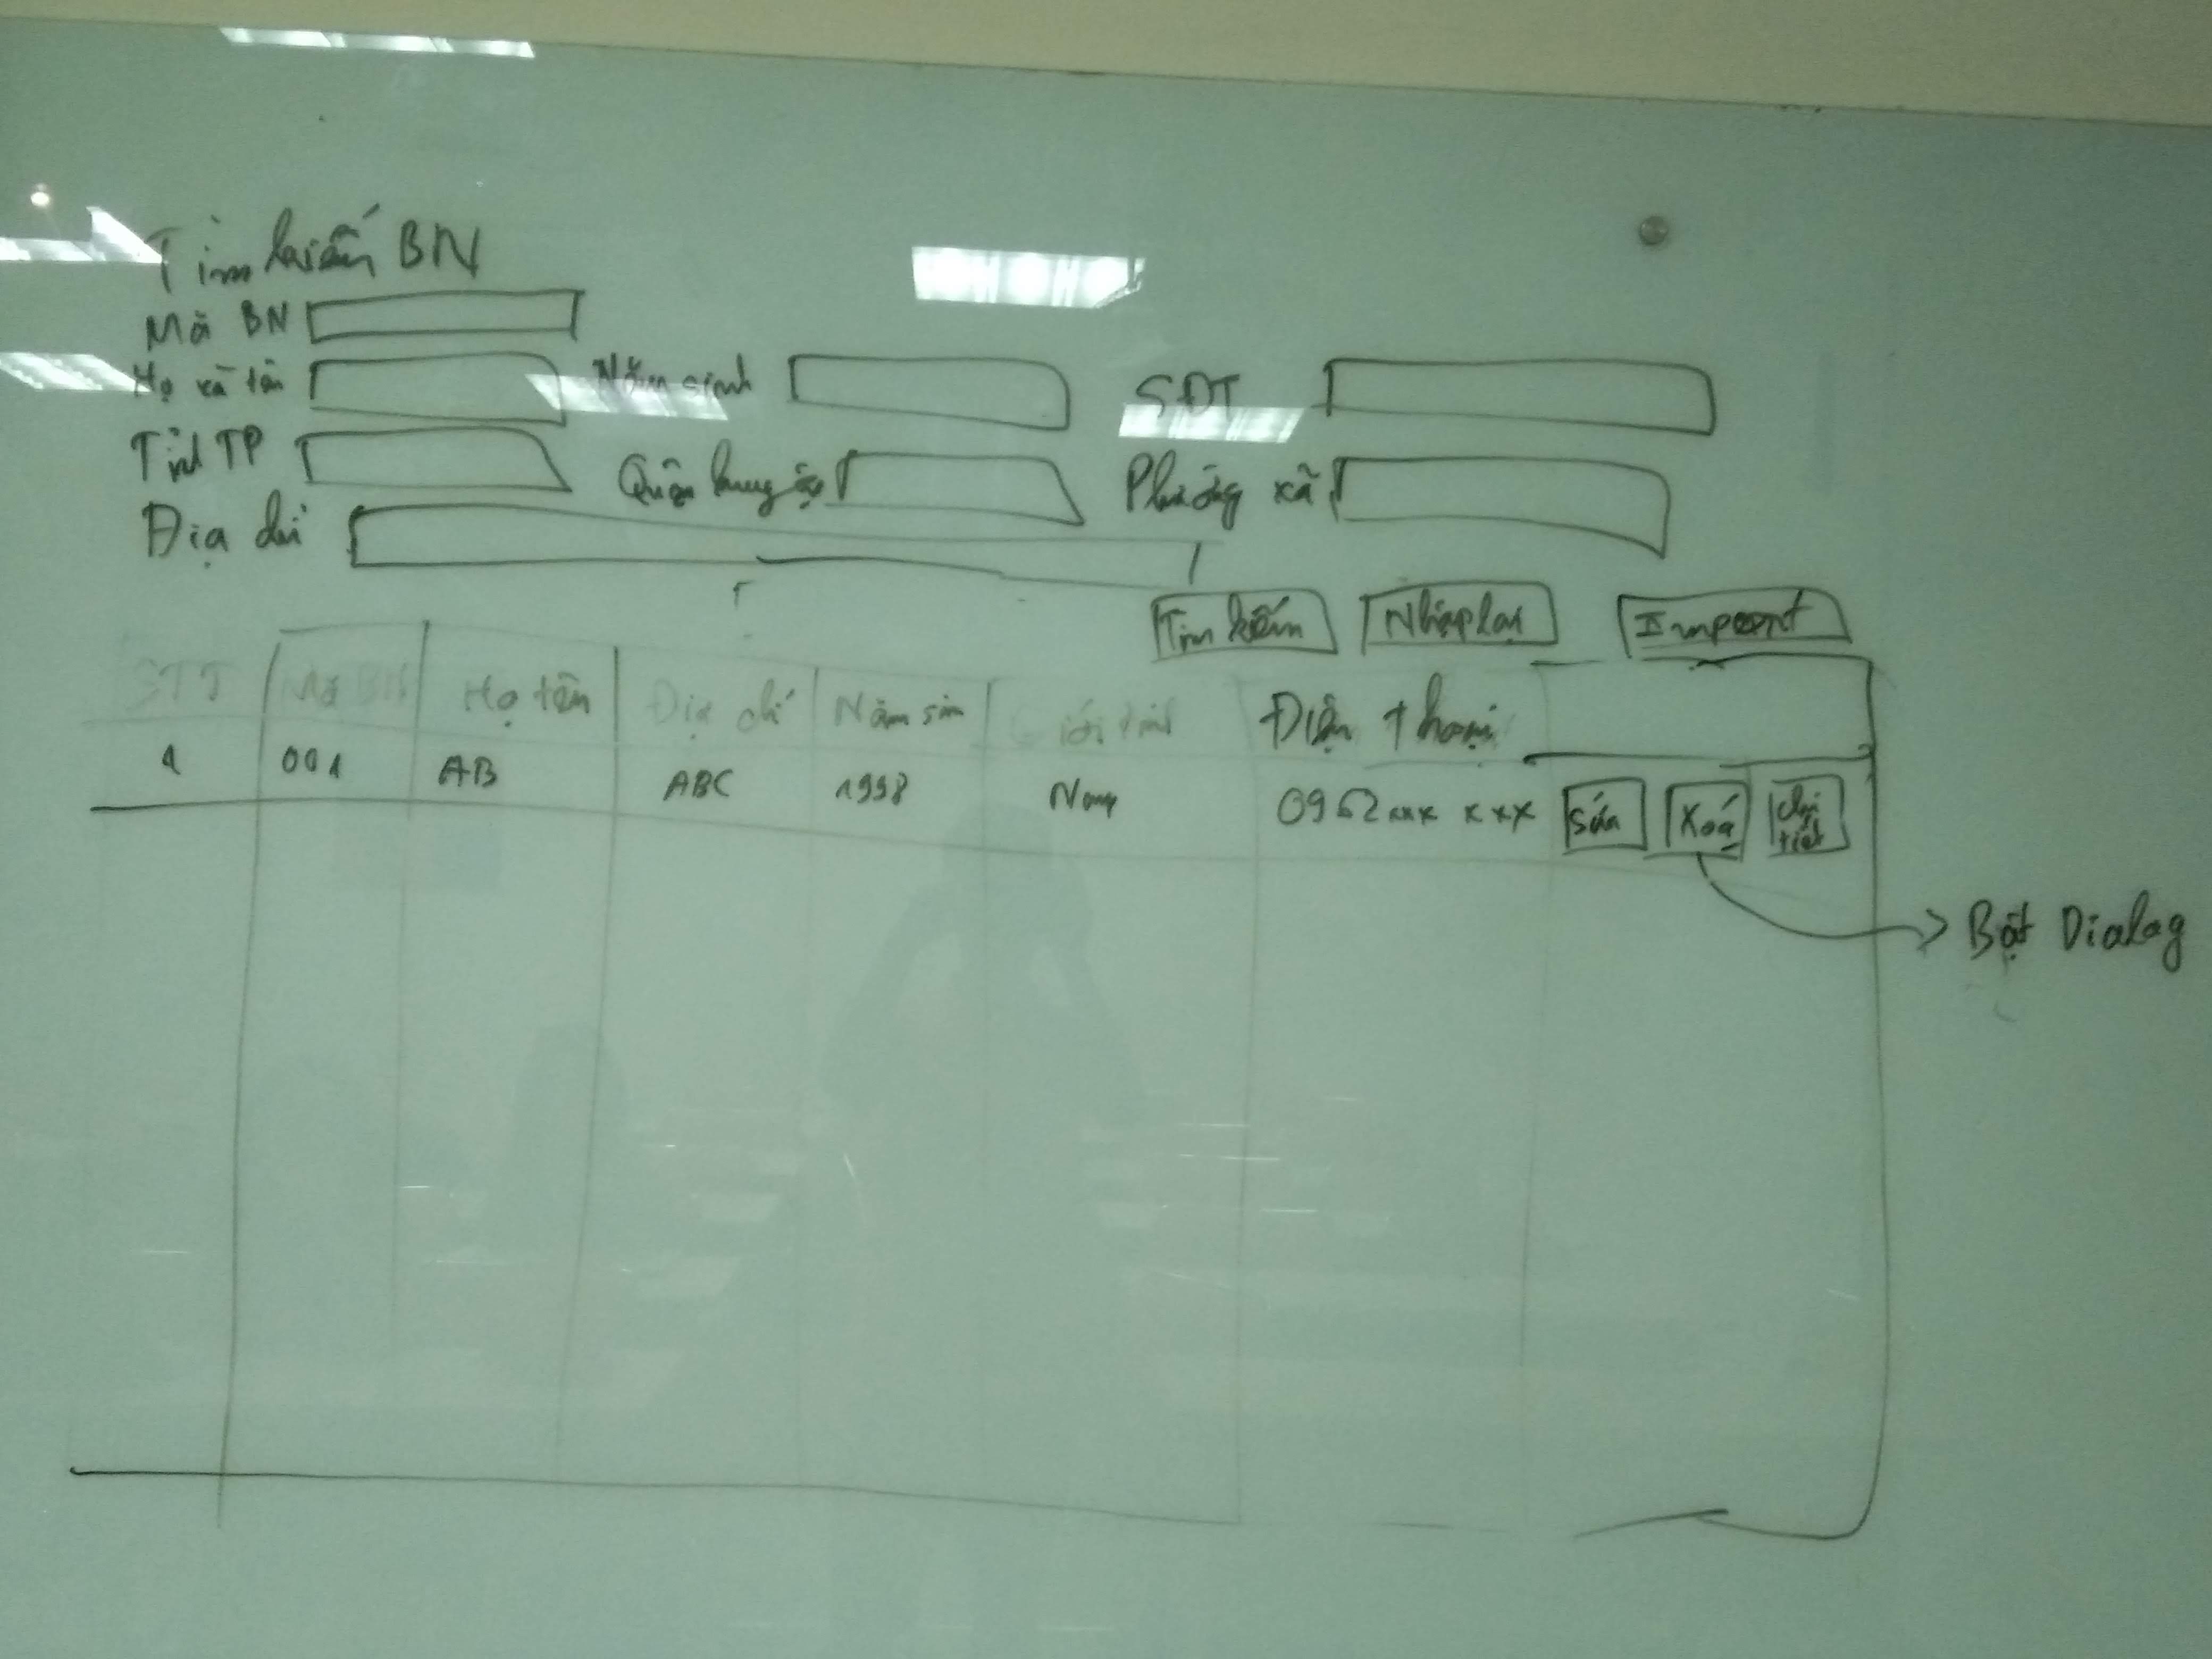 Tìm kiếm BN
Mã BN
Họ và tên Năm sinh SĐT
Tỉnh TP Quận huyện Phường xã
Địa chỉ
Tìm kiếm Nhập lại Import
STT Mã BN Họ tên Địa chỉ Năm sin Giới tính Điện thoại
1 001 AB ABC 1998 Nam 0962xxx xxx Sửa Xoá chi tiết
Bật Dialog